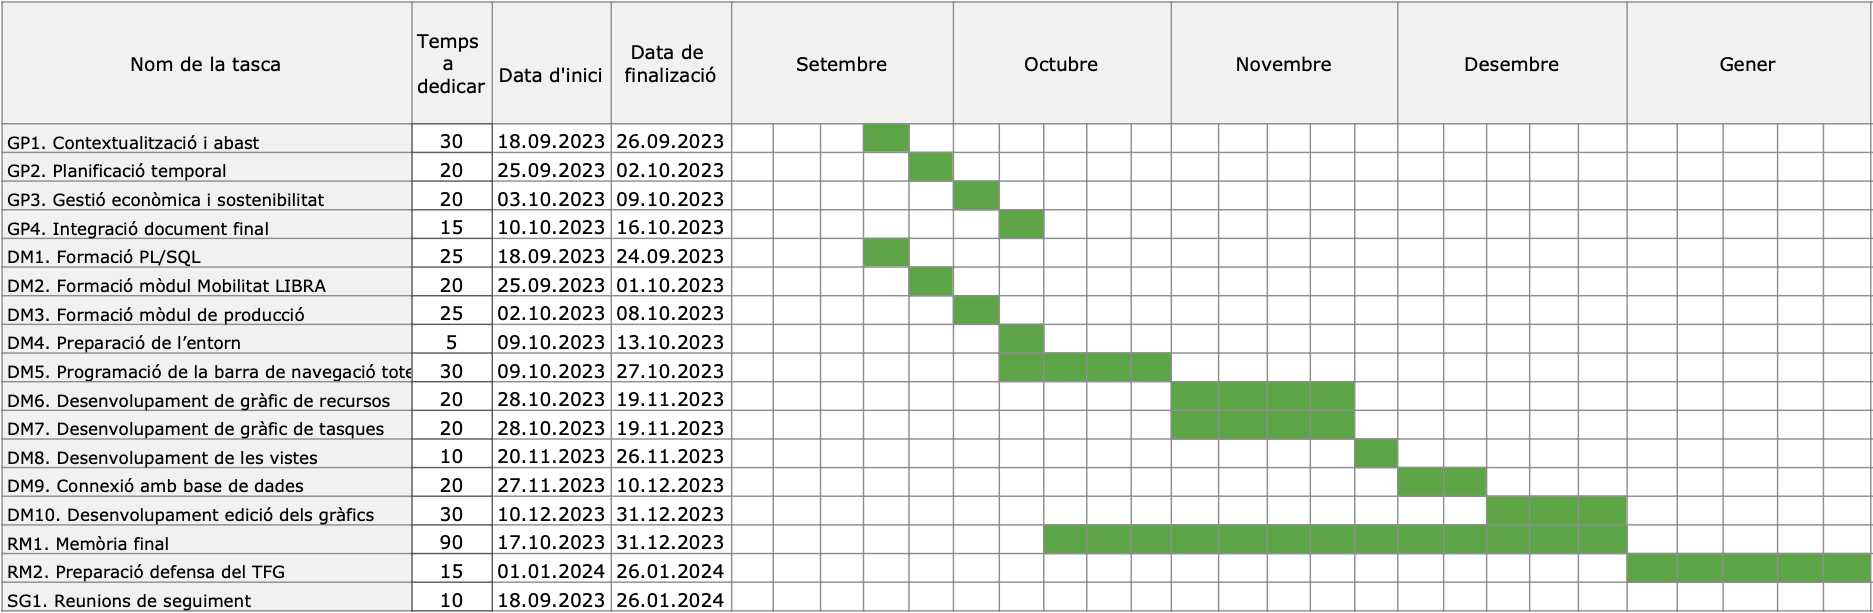 Nom de la tasca Temps a dedicar Data d'inici Data de finalizació Setembre Octubre Novembre Desembre Gener
GP1. Contextualització i abast 30 18.09.2023 26.09.2023
GP2. Planificació temporal 20 25.09.2023 02.10.2023
GP3. Gestió econòmica i sostenibilitat 20 03.10.2023 09.10.2023
GP4. Integració document final 15 10.10.2023 16.10.2023
DM1. Formació PL/SQL 25 18.09.2023 24.09.2023
DM2. Formació mòdul Mobilitat LIBRA 20 25.09.2023 01.10.2023
DM3. Formació mòdul de producció 25 02.10.2023 08.10.2023
DM4. Preparació de l’entorn 5 09.10.2023 13.10.2023
DM5. Programació de la barra de navegació tote 30 09.10.2023 27.10.2023
DM6. Desenvolupament de gràfic de recursos 20 28.10.2023 19.11.2023
DM7. Desenvolupament de gràfic de tasques 20 28.10.2023 19.11.2023
DM8. Desenvolupament de les vistes 10 20.11.2023 26.11.2023
DM9. Connexió amb base de dades 20 27.11.2023 10.12.2023
DM10. Desenvolupament edició dels gràfics 30 10.12.2023 31.12.2023
RM1. Memòria final 90 17.10.2023 31.12.2023
RM2. Preparació defensa del TFG 15 01.01.2024 26.01.2024
SG1. Reunions de seguiment 10 18.09.2023 26.01.2024